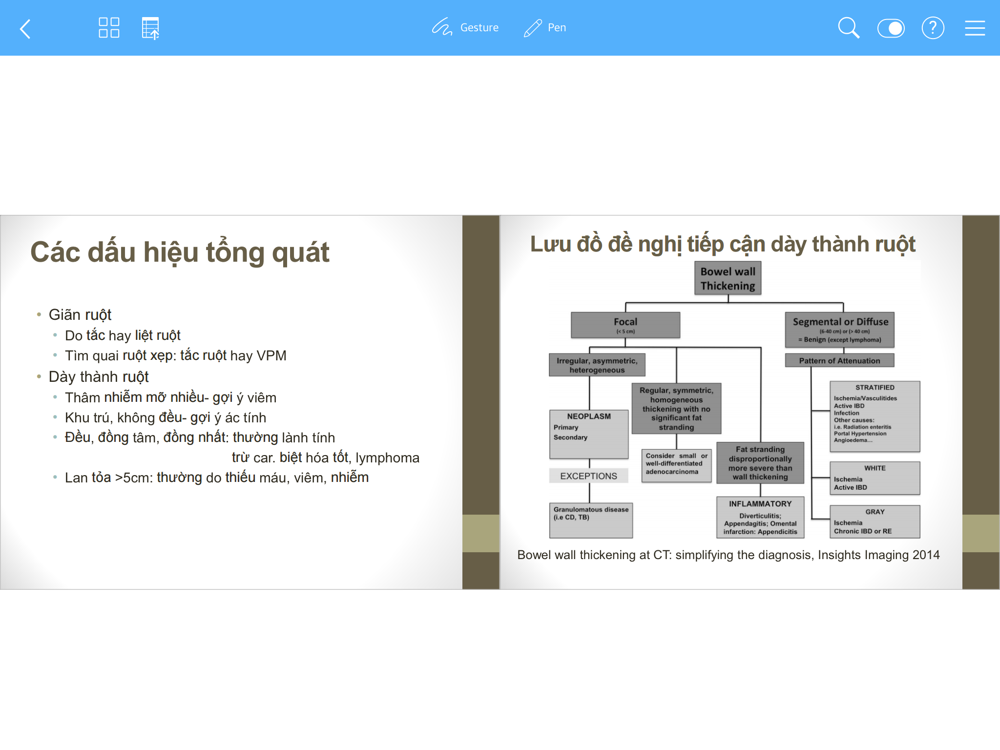 Gesture
Pen
?
Các dấu hiệu tổng quát
• Giãn ruột
• Do tắc hay liệt ruột
• Tìm quai ruột xẹp: tắc ruột hay VPM
• Dày thành ruột
• Thâm nhiễm mỡ nhiều- gợi ý viêm
• Khu trú, không đều- gợi ý ác tính
• Đều, đồng tâm, đồng nhất: thường lành tính
trừ car. biệt hóa tốt, lymphoma
• Lan tỏa >5cm: thường do thiếu máu, viêm, nhiễm
Lưu đồ đề nghị tiếp cận dày thành ruột
Bowel wall
Thickening
Focal
(< 5 cm)
Segmental or Diffuse
(6-40 cm) or (> 40 cm)
= Benign (except lymphoma)
Irregular, asymmetric,
heterogeneous
NEOPLASM
Primary
Secondary
EXCEPTIONS
Granulomatous disease
(i.e CD, TB)
Regular, symmetric,
homogeneous
thickening with no
significant fat
stranding
Consider small or
well-differentiated
adenocarcinoma
Fat stranding
disproportionally
more severe than
wall thickening
INFLAMMATORY
Diverticulitis;
Appendagitis; Omental
infarction: Appendicitis
Pattern of Attenuation
STRATIFIED
Ischemia/Vasculitides
Active IBD
Infection
Other causes:
i.e. Radiation enteritis
Portal Hypertension
Angioedema...
WHITE
Ischemia
Active IBD
GRAY
Ischemia
Chronic IBD or RE
Bowel wall thickening at CT: simplifying the diagnosis, Insights Imaging 2014